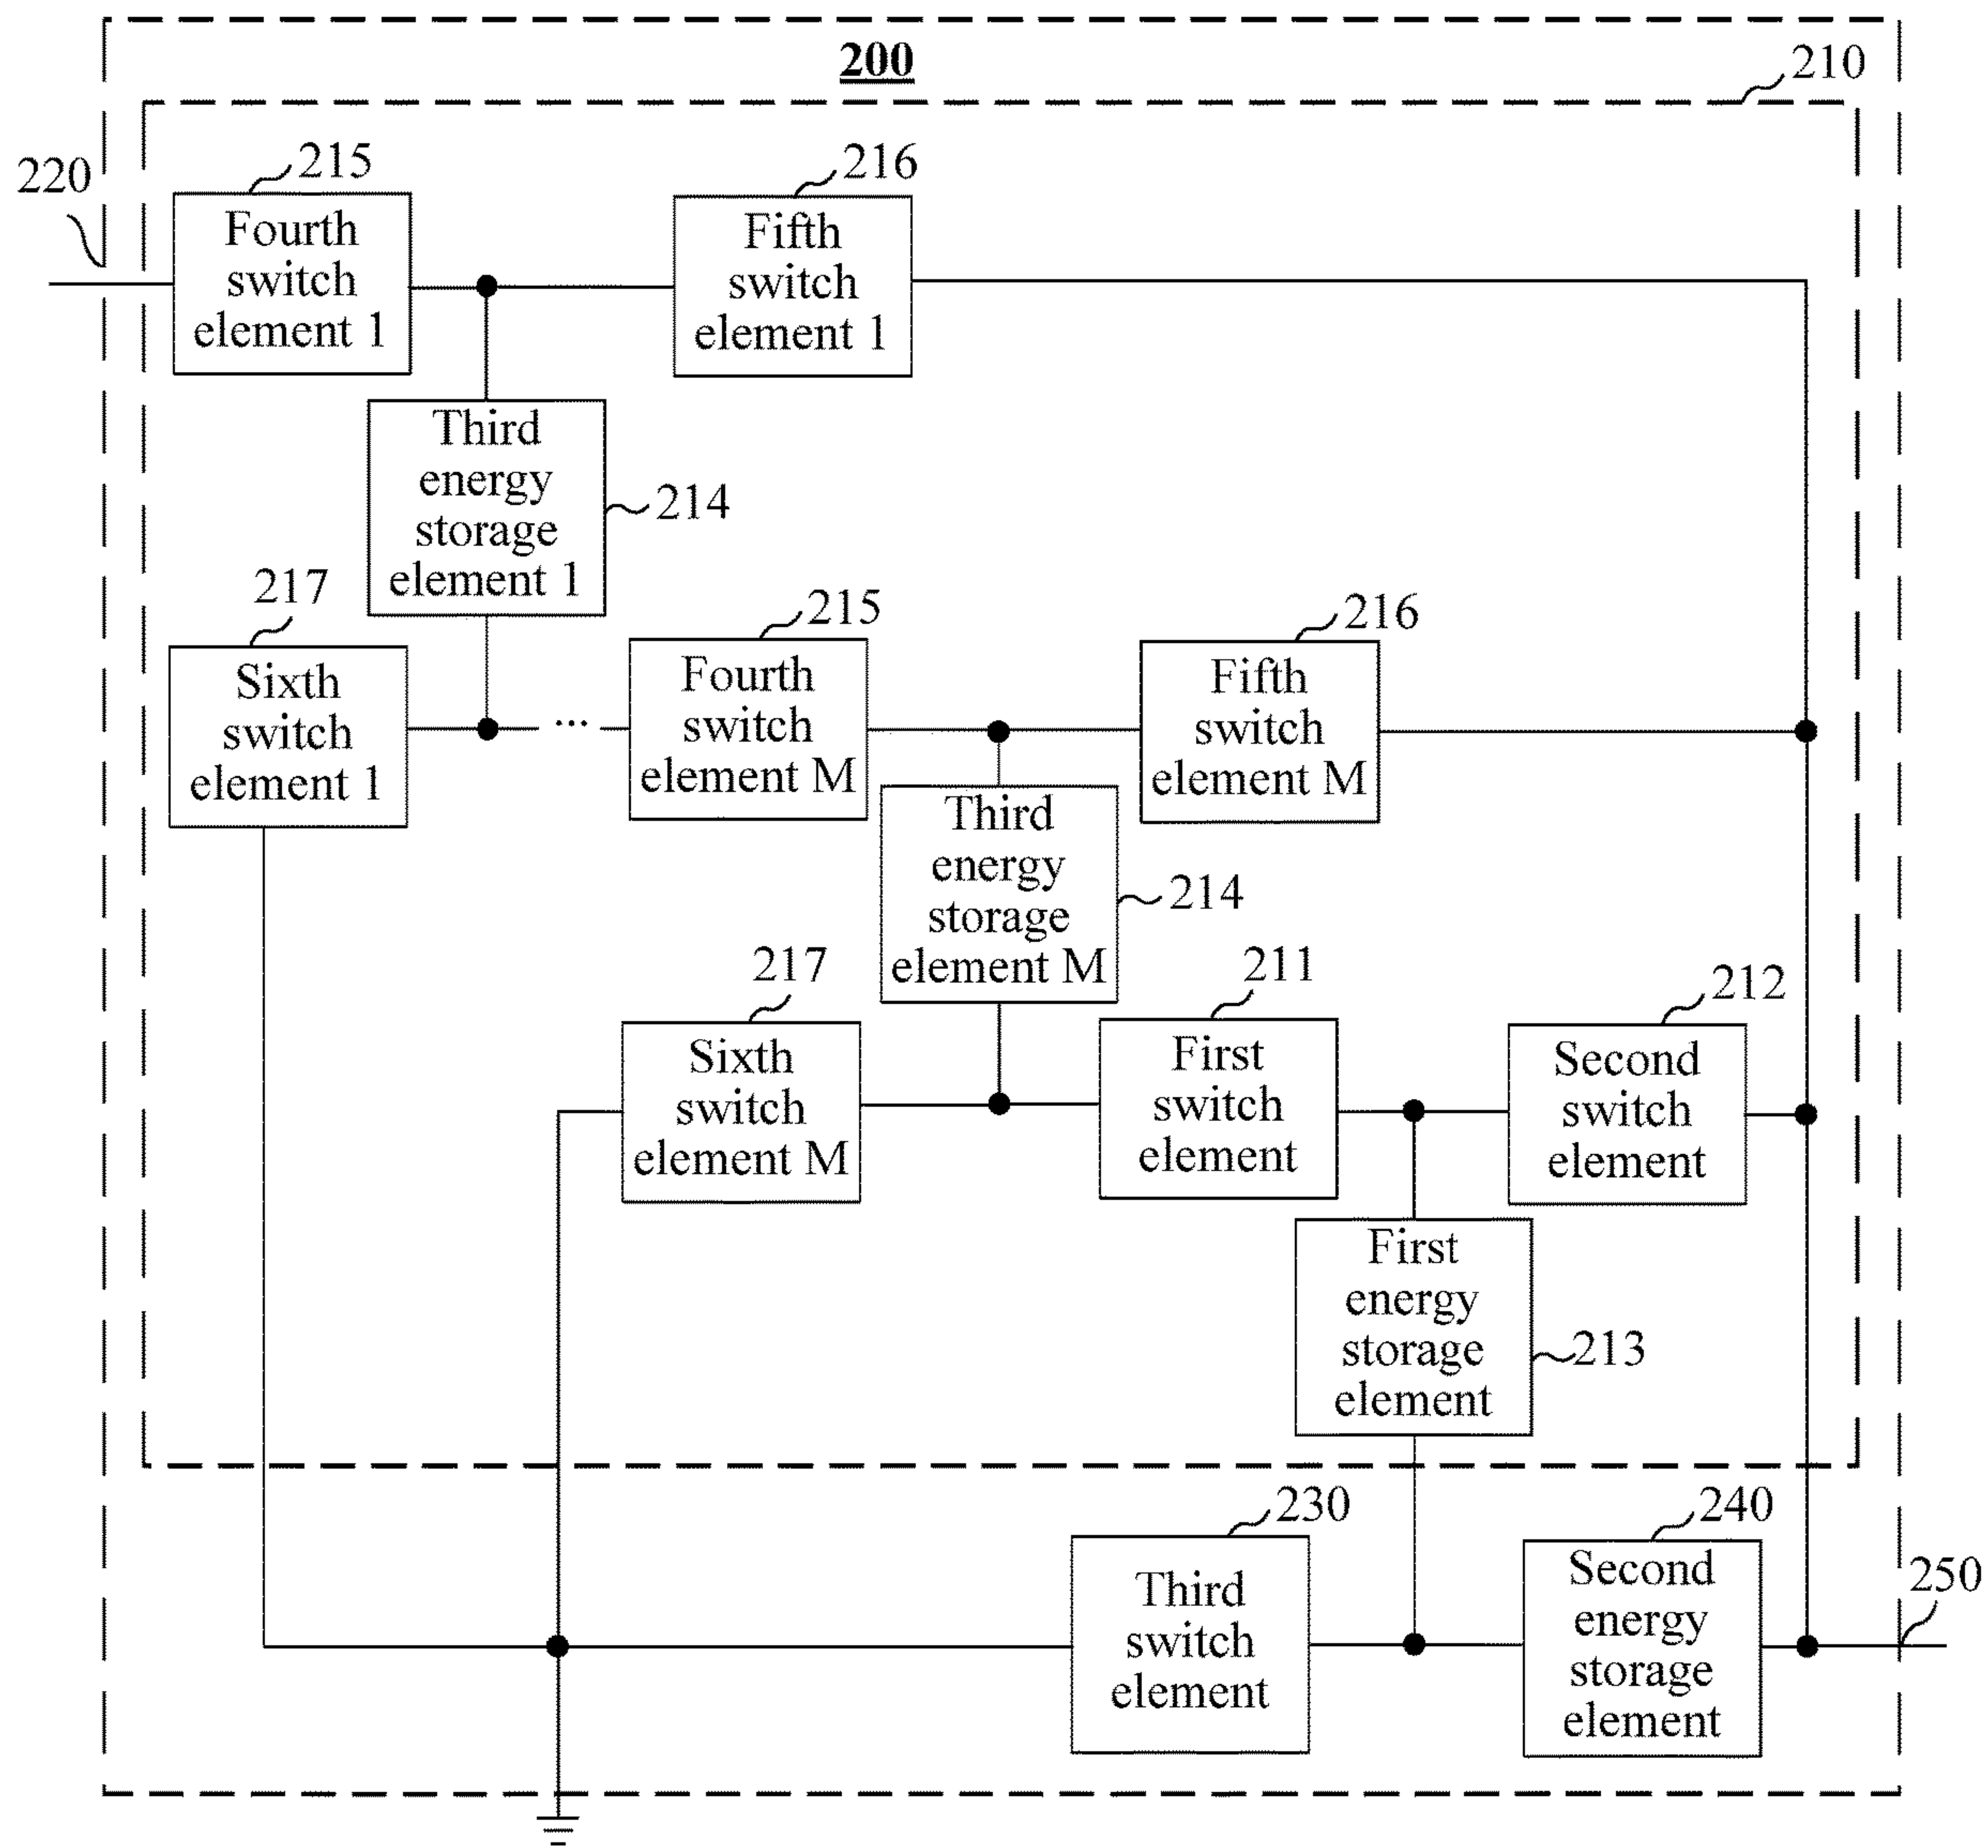 200
210
220
215
216
Fourth
switch
element 1
Fifth
switch
element 1
Third
energy
storage
element 1
214
217
215
216
Sixth
switch
element 1
...
Fourth
switch
element M
Fifth
switch
element M
Third
energy
storage
element M
214
217
211
212
Sixth
switch
element M
First
switch
element
Second
switch
element
First
energy
storage
element
213
230
240
250
Third
switch
element
Second
energy
storage
element